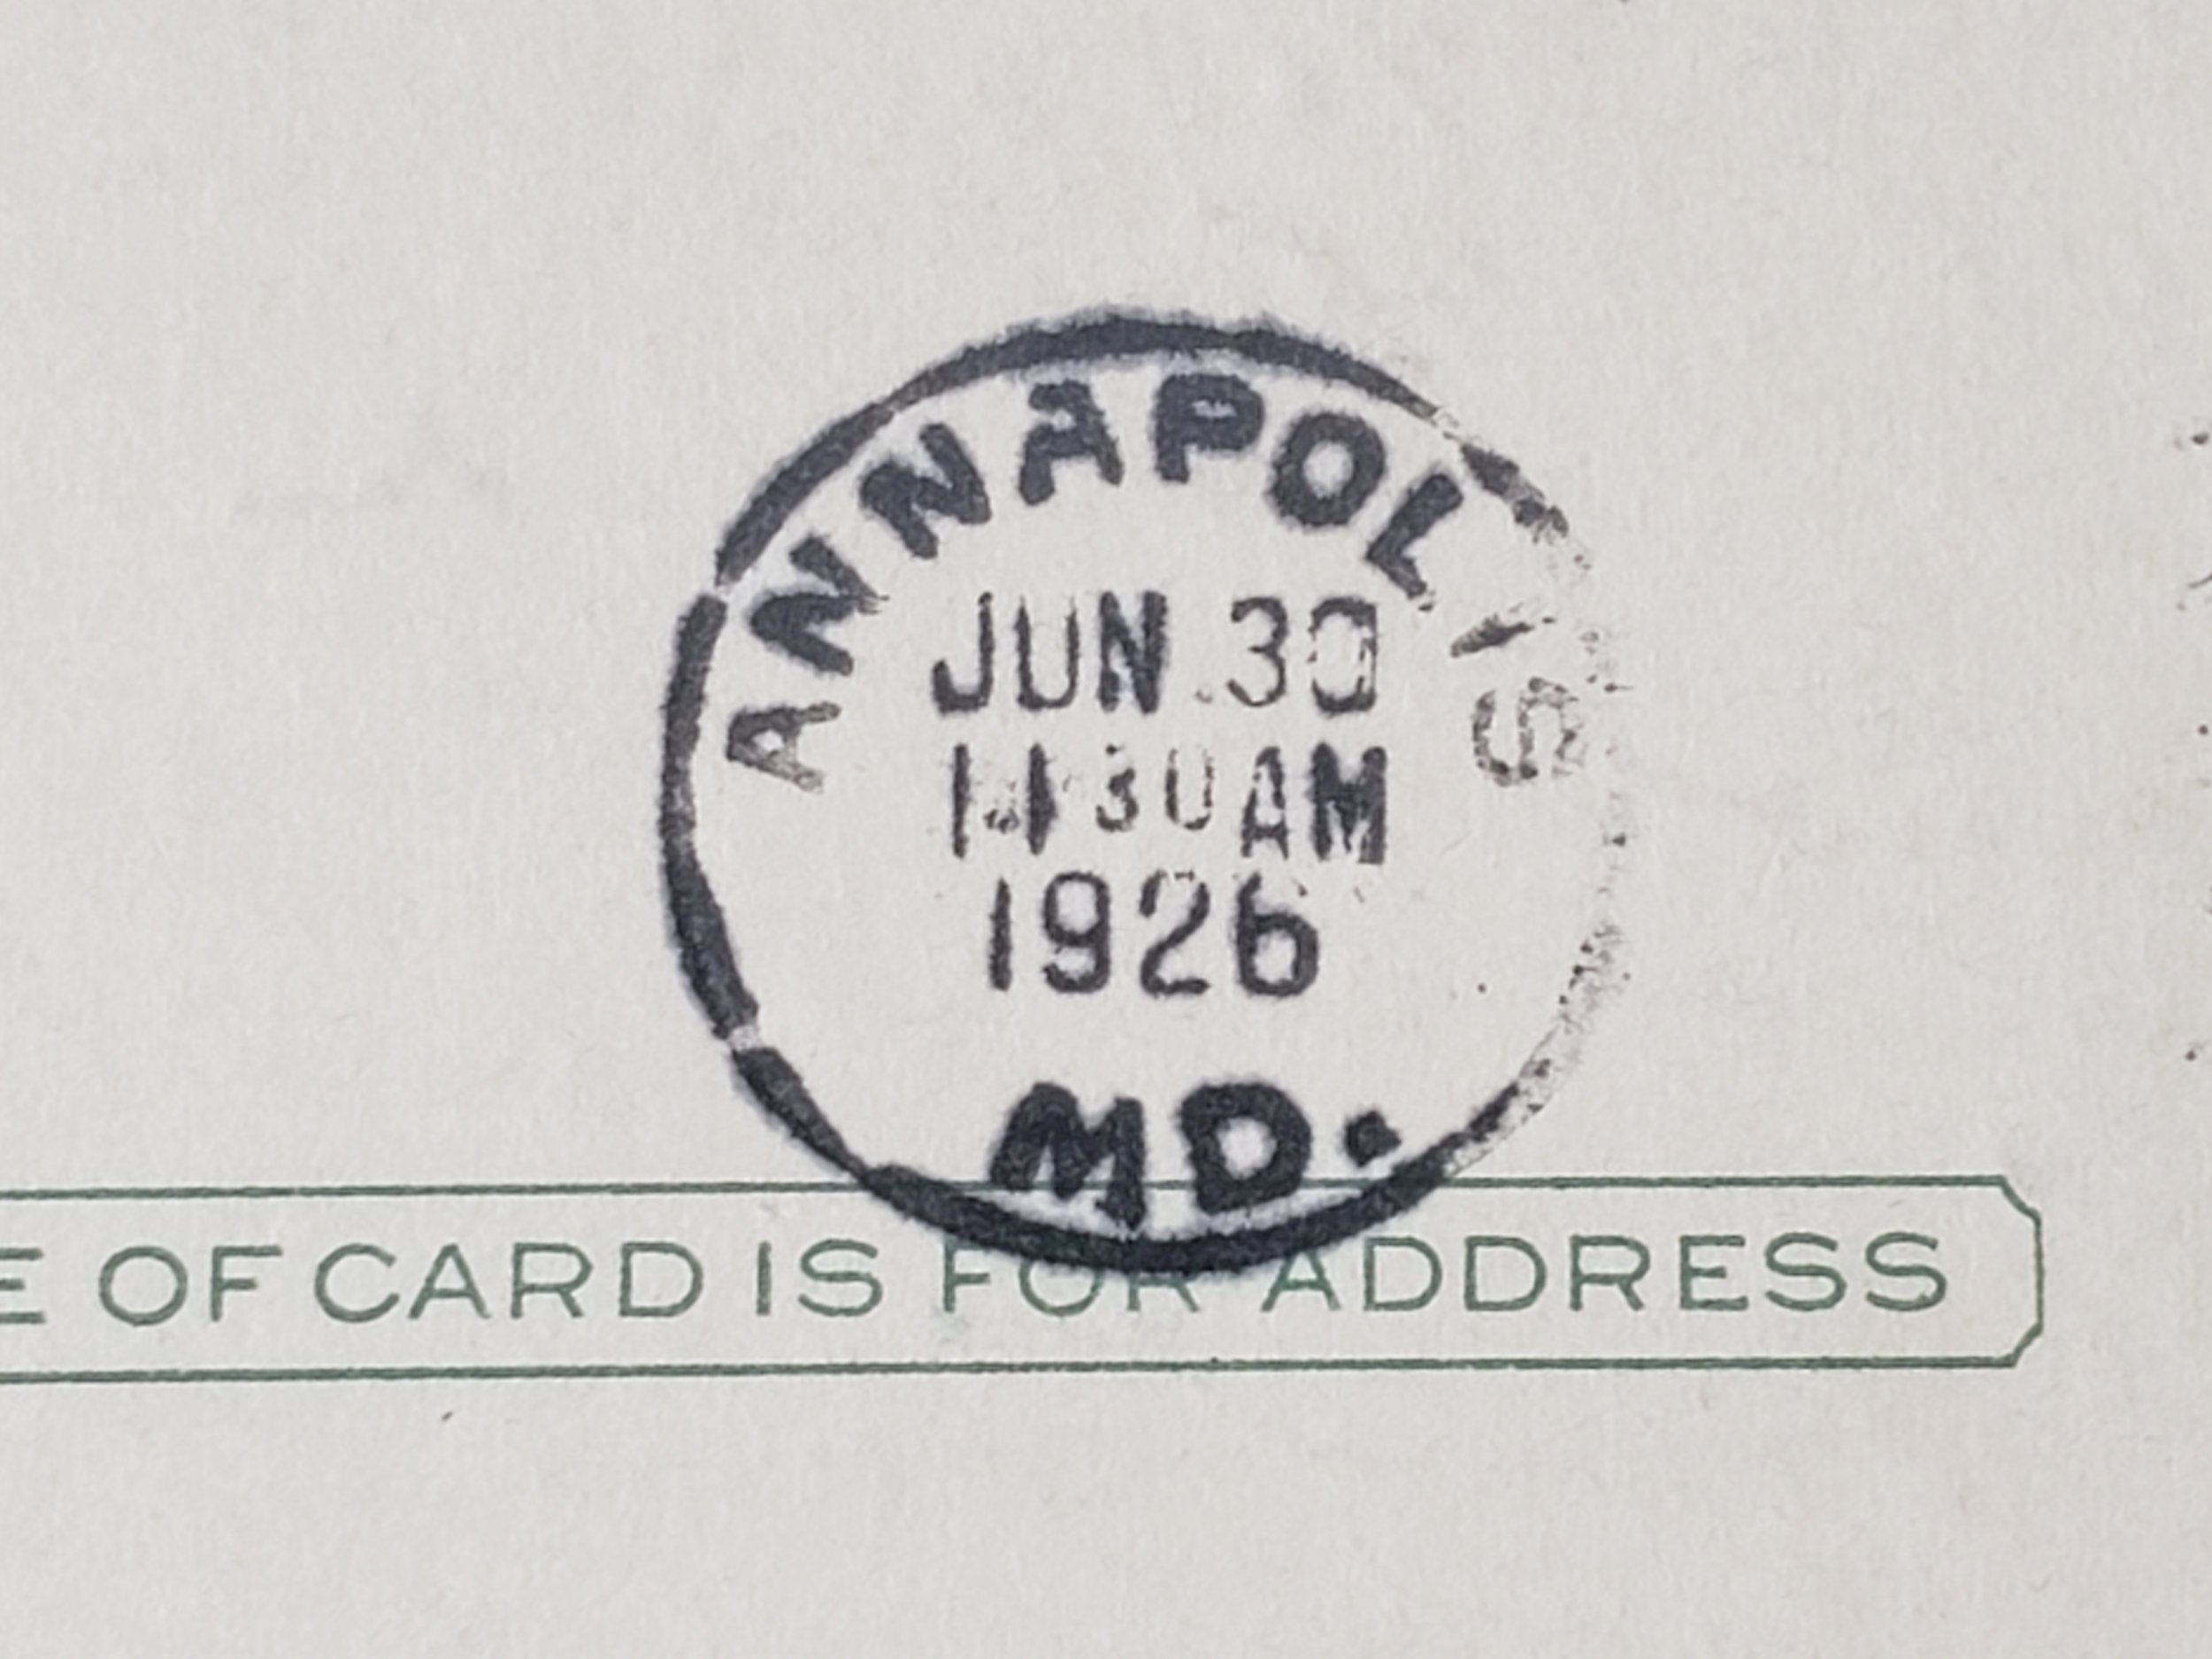 ANNAPOLIS
JUN 30
11 30 AM
1926
MD.
E OF CARD IS FOR ADDRESS